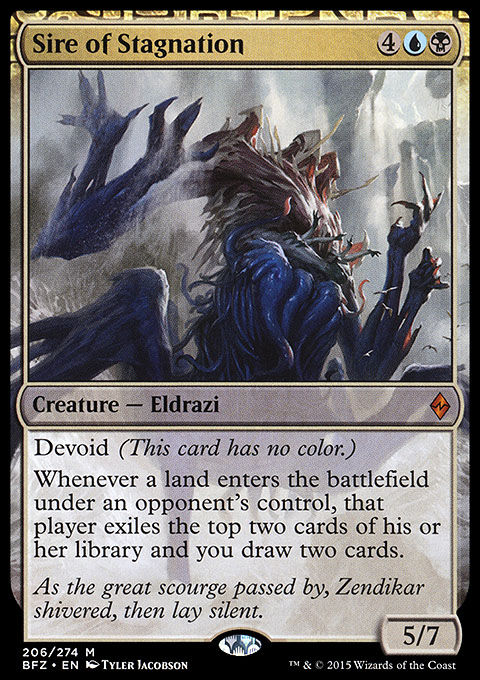 Sire of Stagnation 4
Creature — Eldrazi
Devoid (This card has no color.)
Whenever a land enters the battlefield
under an opponent's control, that
player exiles the top two cards of his or
her library and you draw two cards.
As the great scourge passed by, Zendikar
shivered, then lay silent.
5/7
206/274 M
BFZ • EN Tyler Jacobson
™ & © 2015 Wizards of the Coast